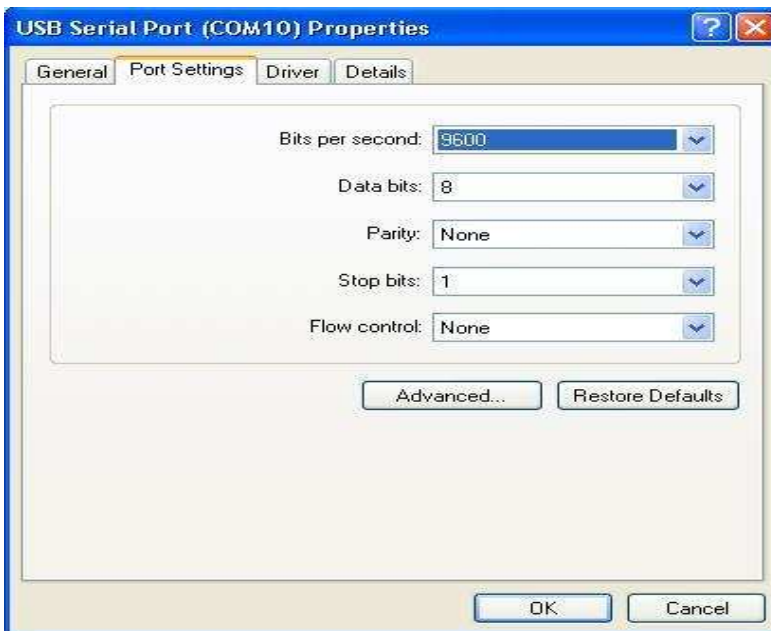 USB Serial Port (COM10) Properties
General Port Settings Driver Details
Bits per second: 9600
Data bits: 8
Parity: None
Stop bits: 1
Flow control: None
Advanced... Restore Defaults
OK Cancel